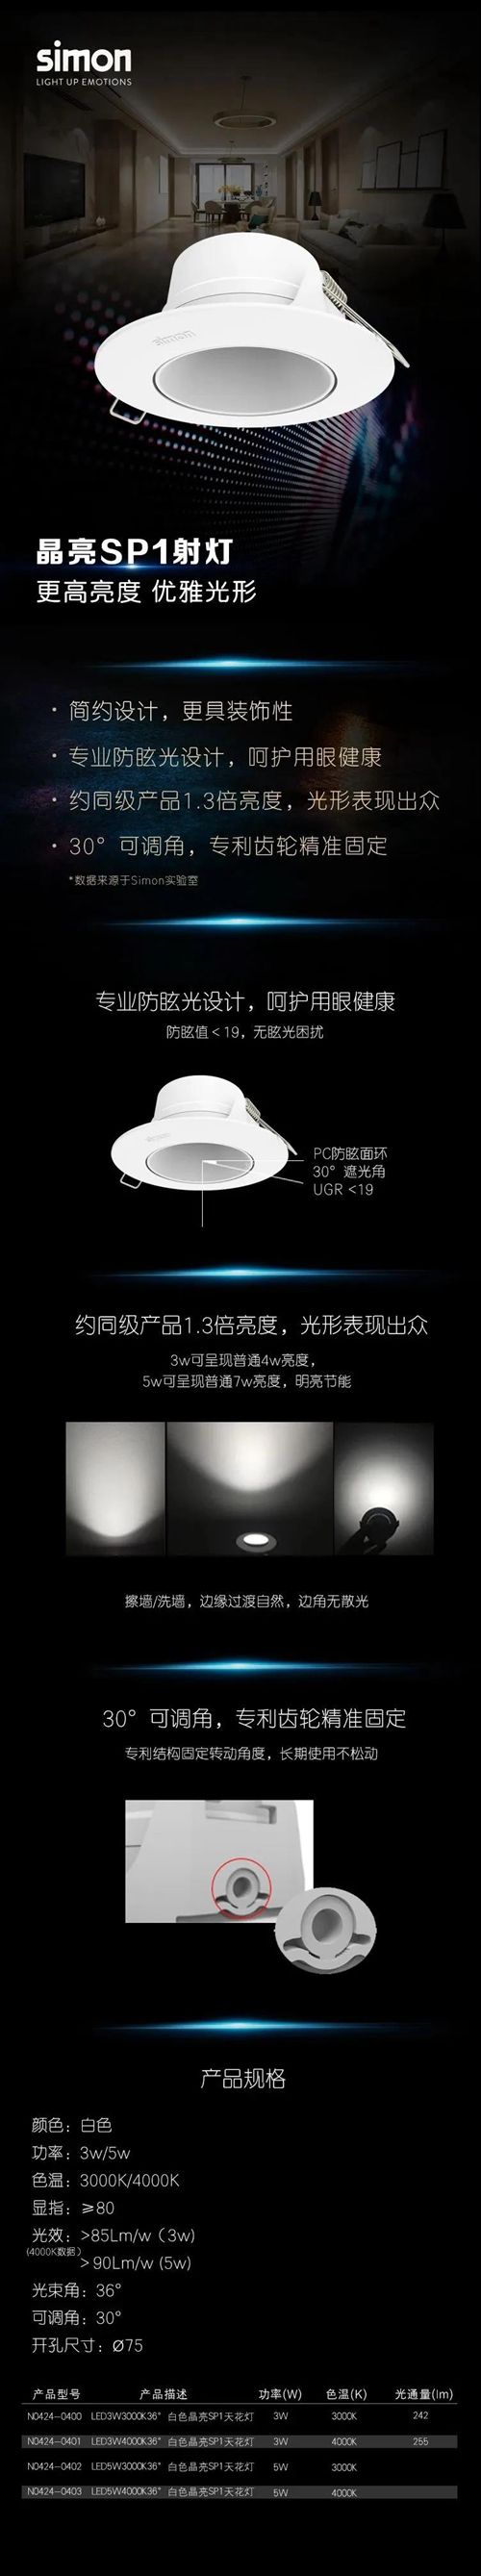 simon
LIGHT UP EMOTIONS
simon
晶亮SP1射灯
更高亮度 优雅光形
· 简约设计，更具装饰性
· 专业防眩光设计，呵护用眼健康
· 约同级产品1.3倍亮度，光形表现出众
· 30°可调角，专利齿轮精准固定
*数据来源于Simon实验室
专业防眩光设计，呵护用眼健康
防眩值＜19，无眩光困扰
PC防眩面环
30°遮光角
UGR <19
约同级产品1.3倍亮度，光形表现出众
3w可呈现普通4w亮度，
5w可呈现普通7w亮度，明亮节能
擦墙/洗墙，边缘过渡自然，边角无散光
30°可调角，专利齿轮精准固定
专利结构固定转动角度，长期使用不松动
产品规格
颜色：白色
功率：3w/5w
色温：3000K/4000K
显指：≥80
光效：>85Lm/w（3w）
(4000K数据）
＞90Lm/w (5w)
光束角：36°
可调角：30°
开孔尺寸：Ø75
产品型号 产品描述 功率(W) 色温(K) 光通量(lm)
N0424-0400 LED3W3000K36° 白色晶亮SP1天花灯 3W 3000K 242
N0424-0401 LED3W4000K36° 白色晶亮SP1天花灯 3W 4000K 255
N0424-0402 LED5W3000K36° 白色晶亮SP1天花灯 5W 3000K
N0424-0403 LED5W4000K36° 白色晶亮SP1天花灯 5W 4000K